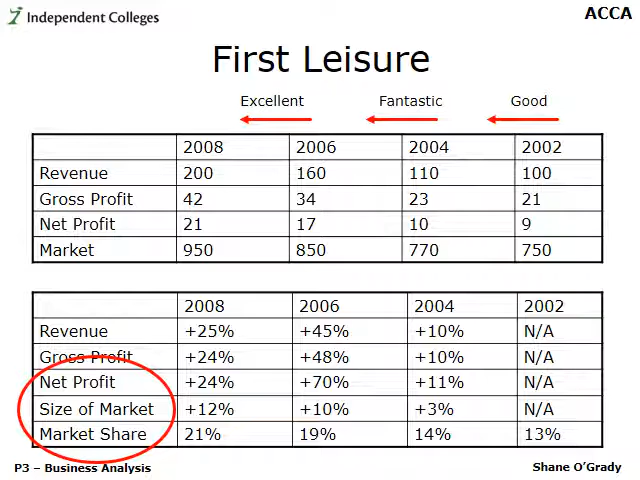 Independent Colleges
ACCA
First Leisure
Excellent Fantastic Good
2008 2006 2004 2002
Revenue 200 160 110 100
Gross Profit 42 34 23 21
Net Profit 21 17 10 9
Market 950 850 770 750
2008 2006 2004 2002
Revenue +25% +45% +10% N/A
Gross Profit +24% +48% +10% N/A
Net Profit +24% +70% +11% N/A
Size of Market +12% +10% +3% N/A
Market Share 21% 19% 14% 13%
P3 – Business Analysis
Shane O'Grady